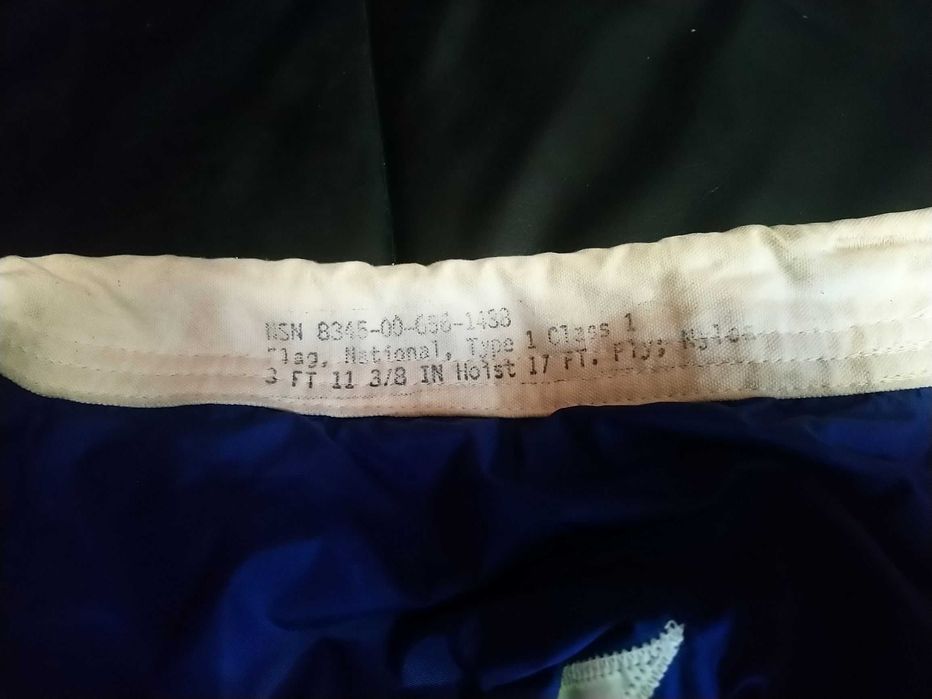 NSN 8345-00-656-1433
Flag, National, Type 1 Class 1
8 FT 11 3/8 IN Hoist 17 FT. Fly, Nylon